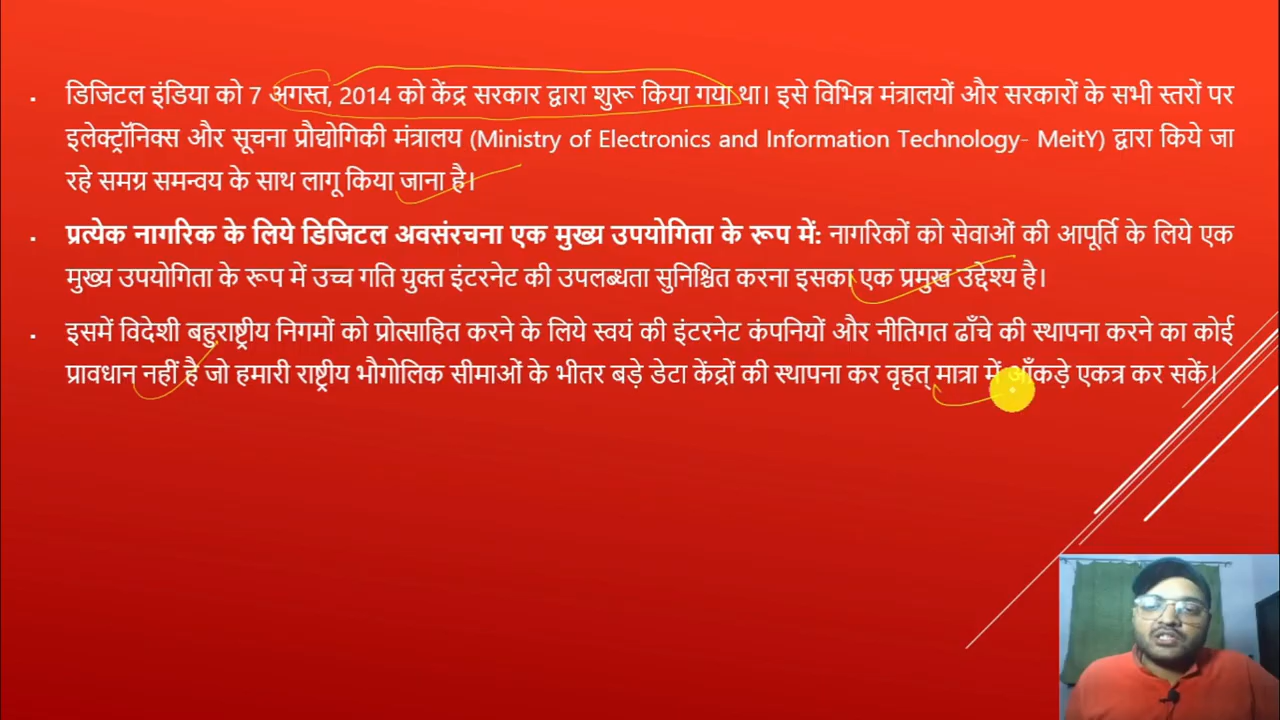 डिजिटल इंडिया को 7 अगस्त, 2014 को केंद्र सरकार द्वारा शुरू किया गया था। इसे विभिन्न मंत्रालयों और सरकारों के सभी स्तरों पर
इलेक्ट्रॉनिक्स और सूचना प्रौद्योगिकी मंत्रालय (Ministry of Electronics and Information Technology- MeitY) द्वारा किये जा
रहे समग्र समन्वय के साथ लागू किया जाना है।
प्रत्येक नागरिक के लिये डिजिटल अवसंरचना एक मुख्य उपयोगिता के रूप में: नागरिकों को सेवाओं की आपूर्ति के लिये एक
मुख्य उपयोगिता के रूप में उच्च गति युक्त इंटरनेट की उपलब्धता सुनिश्चित करना इसका एक प्रमुख उद्देश्य है।
इसमें विदेशी बहुराष्ट्रीय निगमों को प्रोत्साहित करने के लिये स्वयं की इंटरनेट कंपनियों और नीतिगत ढाँचे की स्थापना करने का कोई
प्रावधान नहीं है जो हमारी राष्ट्रीय भौगोलिक सीमाओं के भीतर बड़े डेटा केंद्रों की स्थापना कर वृहत् मात्रा में आँकड़े एकत्र कर सकें।